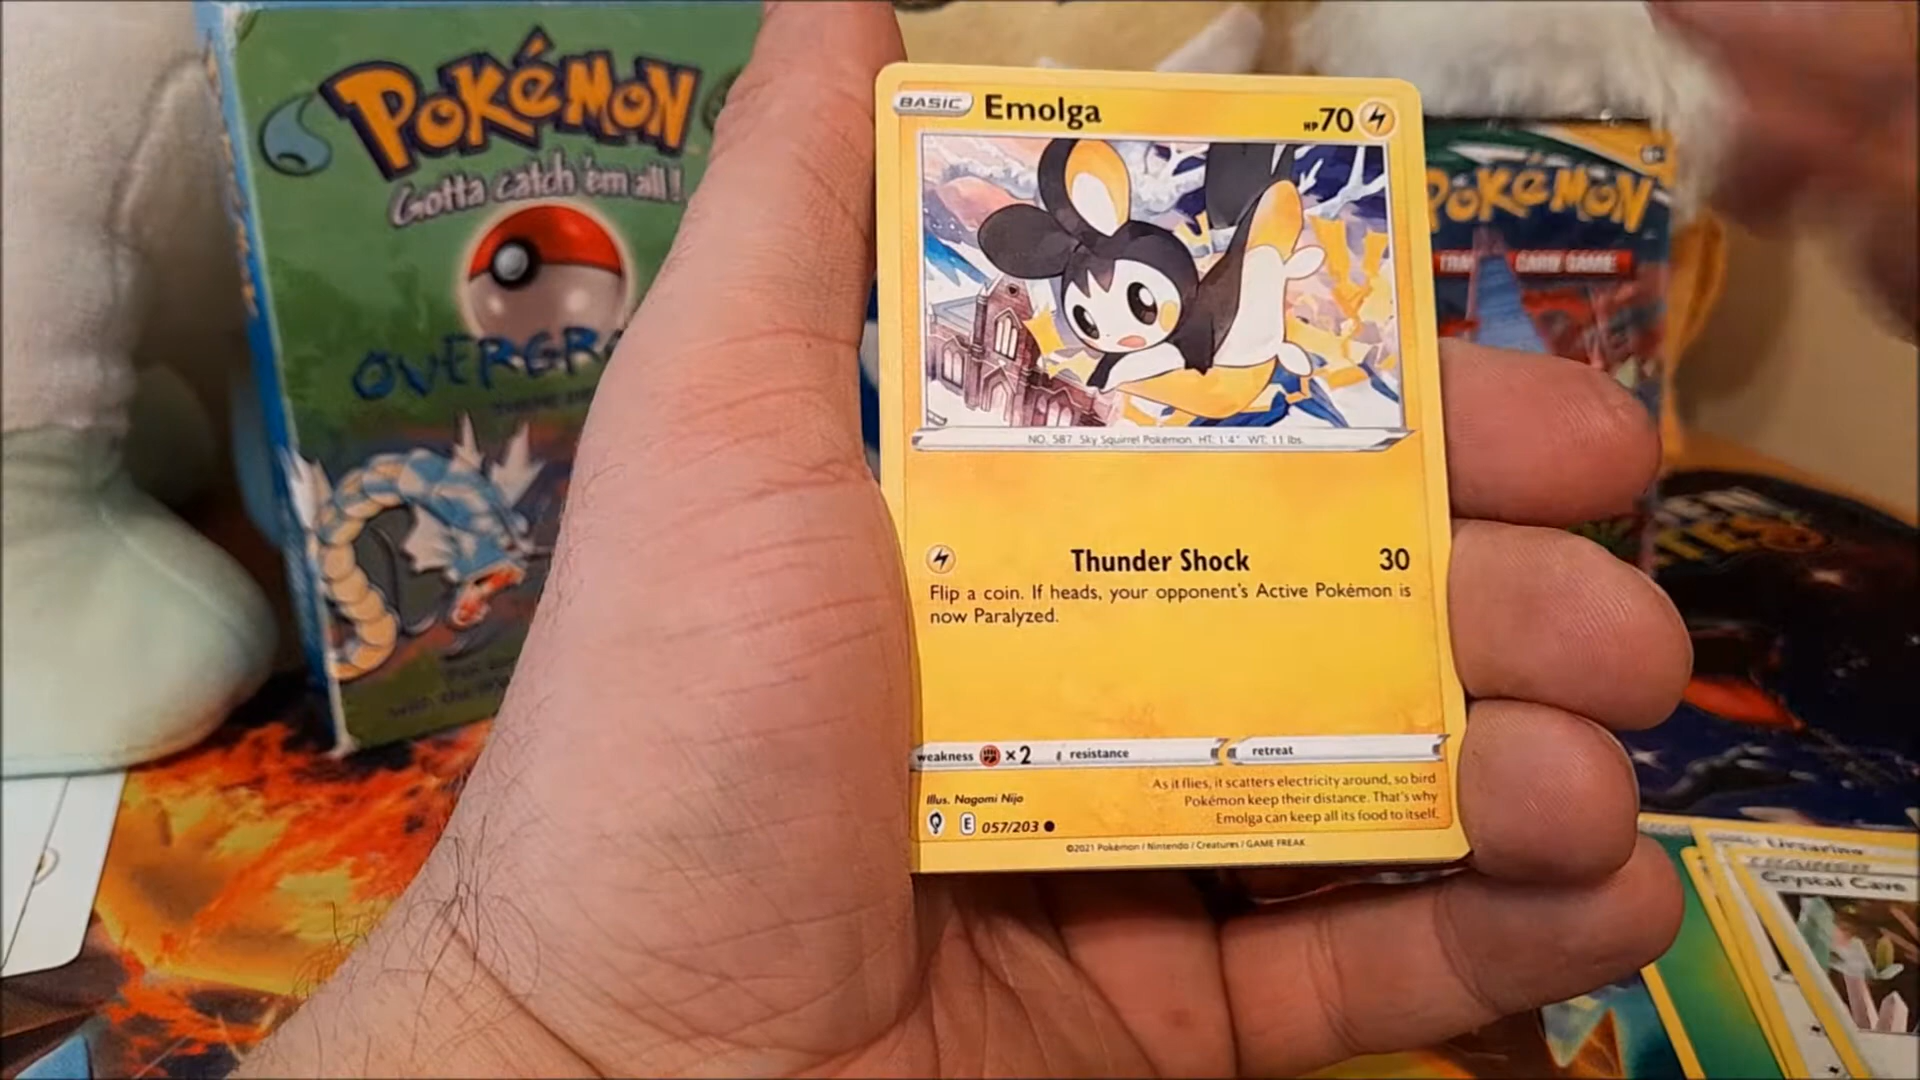 POKéMON
Gotta catch 'em all!
OVERGR
BASIC Emolga HP 70
NO. 587 Sky Squirrel Pokémon HT: 1'4" WT: 11 lbs.
Thunder Shock 30
Flip a coin. If heads, your opponent's Active Pokémon is
now Paralyzed.
weakness ×2 resistance retreat
As it flies, it scatters electricity around, so bird
Pokémon keep their distance. That's why
Emolga can keep all its food to itself.
Illus. Nagomi Nijo
E 057/203
©2021 Pokémon / Nintendo / Creatures / GAME FREAK
POKéMON
CARD GAME
Ursaring
TRAINER
Crystal Cave